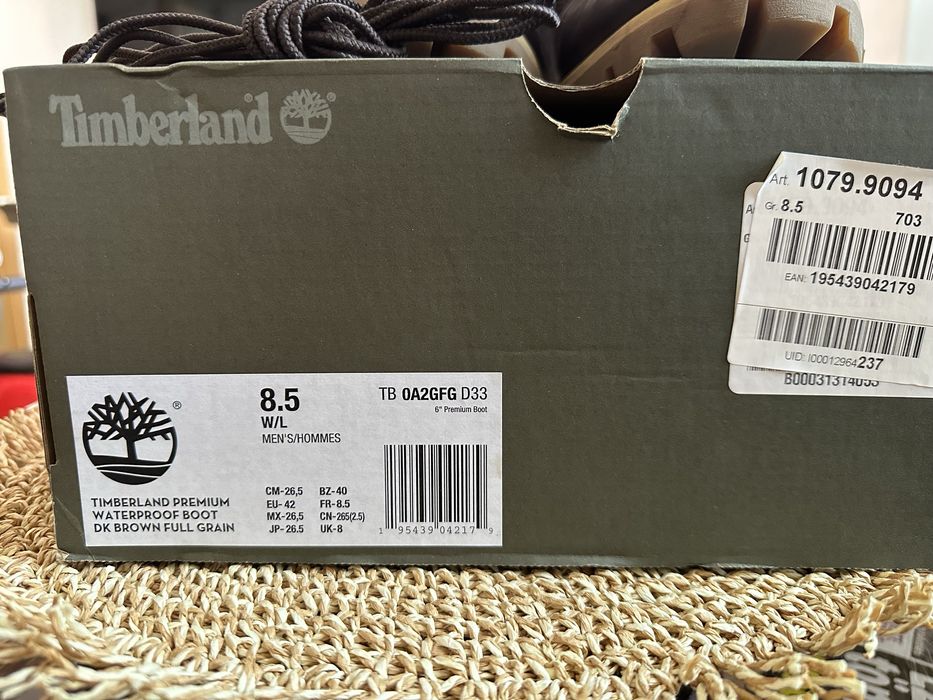 Timberland®
Art. 1079.9094
Gr. 8.5
703
EAN: 195439042179
UID: I00012964237
B00031314053
8.5
W/L
MEN'S/HOMMES
TB 0A2GFG D33
6" Premium Boot
®
TIMBERLAND PREMIUM
WATERPROOF BOOT
DK BROWN FULL GRAIN
CM-26,5 BZ-40
EU- 42 FR-8.5
MX-26,5 CN-265(2.5)
JP-26.5 UK-8
1 95439 04217 9